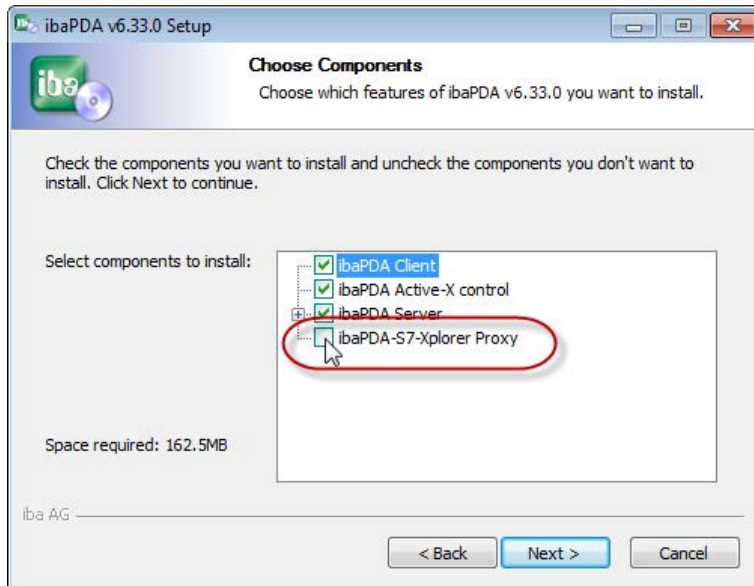 ibaPDA v6.33.0 Setup
iba
Choose Components
Choose which features of ibaPDA v6.33.0 you want to install.
Check the components you want to install and uncheck the components you don't want to
install. Click Next to continue.
Select components to install:
ibaPDA Client
ibaPDA Active-X control
ibaPDA Server
ibaPDA-S7-Xplorer Proxy
Space required: 162.5MB
iba AG
< Back Next > Cancel